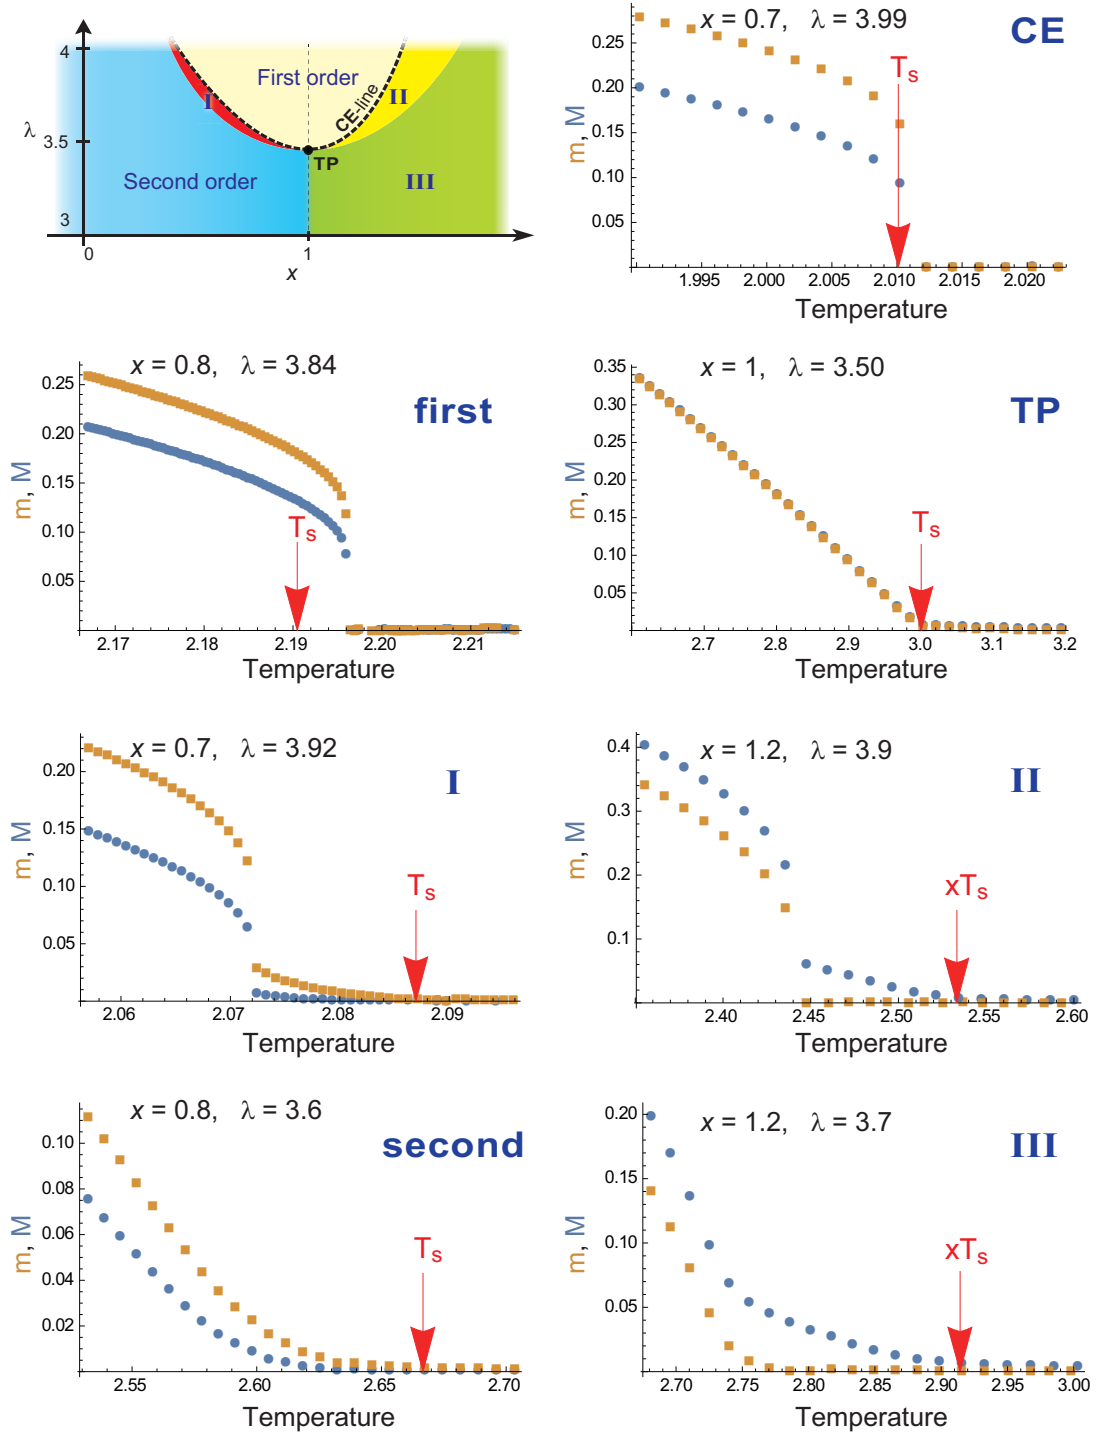 4
λ
3.5
3
First order
I
II
CE-line
TP
Second order
III
0
1
x
x = 0.7, λ = 3.99
CE
m, M
0.25
0.20
0.15
0.10
0.05
Ts
1.995
2.000
2.005
2.010
2.015
2.020
Temperature
x = 0.8, λ = 3.84
first
m, M
0.25
0.20
0.15
0.10
0.05
Ts
2.17
2.18
2.19
2.20
2.21
Temperature
x = 1, λ = 3.50
TP
m, M
0.35
0.30
0.25
0.20
0.15
0.10
0.05
Ts
2.7
2.8
2.9
3.0
3.1
3.2
Temperature
x = 0.7, λ = 3.92
I
m, M
0.20
0.15
0.10
0.05
Ts
2.06
2.07
2.08
2.09
Temperature
x = 1.2, λ = 3.9
II
m, M
0.4
0.3
0.2
0.1
xTs
2.40
2.45
2.50
2.55
2.60
Temperature
x = 0.8, λ = 3.6
second
m, M
0.10
0.08
0.06
0.04
0.02
Ts
2.55
2.60
2.65
2.70
Temperature
x = 1.2, λ = 3.7
III
m, M
0.20
0.15
0.10
0.05
xTs
2.70
2.75
2.80
2.85
2.90
2.95
3.00
Temperature